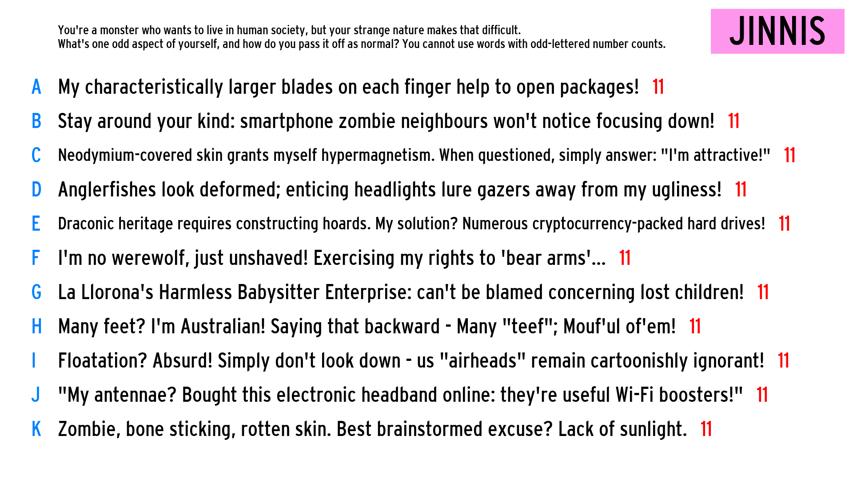 You're a monster who wants to live in human society, but your strange nature makes that difficult.
What's one odd aspect of yourself, and how do you pass it off as normal? You cannot use words with odd-lettered number counts.
JINNIS
A My characteristically larger blades on each finger help to open packages! 11
B Stay around your kind: smartphone zombie neighbours won't notice focusing down! 11
C Neodymium-covered skin grants myself hypermagnetism. When questioned, simply answer: "I'm attractive!" 11
D Anglerfishes look deformed; enticing headlights lure gazers away from my ugliness! 11
E Draconic heritage requires constructing hoards. My solution? Numerous cryptocurrency-packed hard drives! 11
F I'm no werewolf, just unshaved! Exercising my rights to 'bear arms'... 11
G La Llorona's Harmless Babysitter Enterprise: can't be blamed concerning lost children! 11
H Many feet? I'm Australian! Saying that backward - Many "teef"; Mouf'ul of'em! 11
I Floatation? Absurd! Simply don't look down - us "airheads" remain cartoonishly ignorant! 11
J "My antennae? Bought this electronic headband online: they're useful Wi-Fi boosters!" 11
K Zombie, bone sticking, rotten skin. Best brainstormed excuse? Lack of sunlight. 11